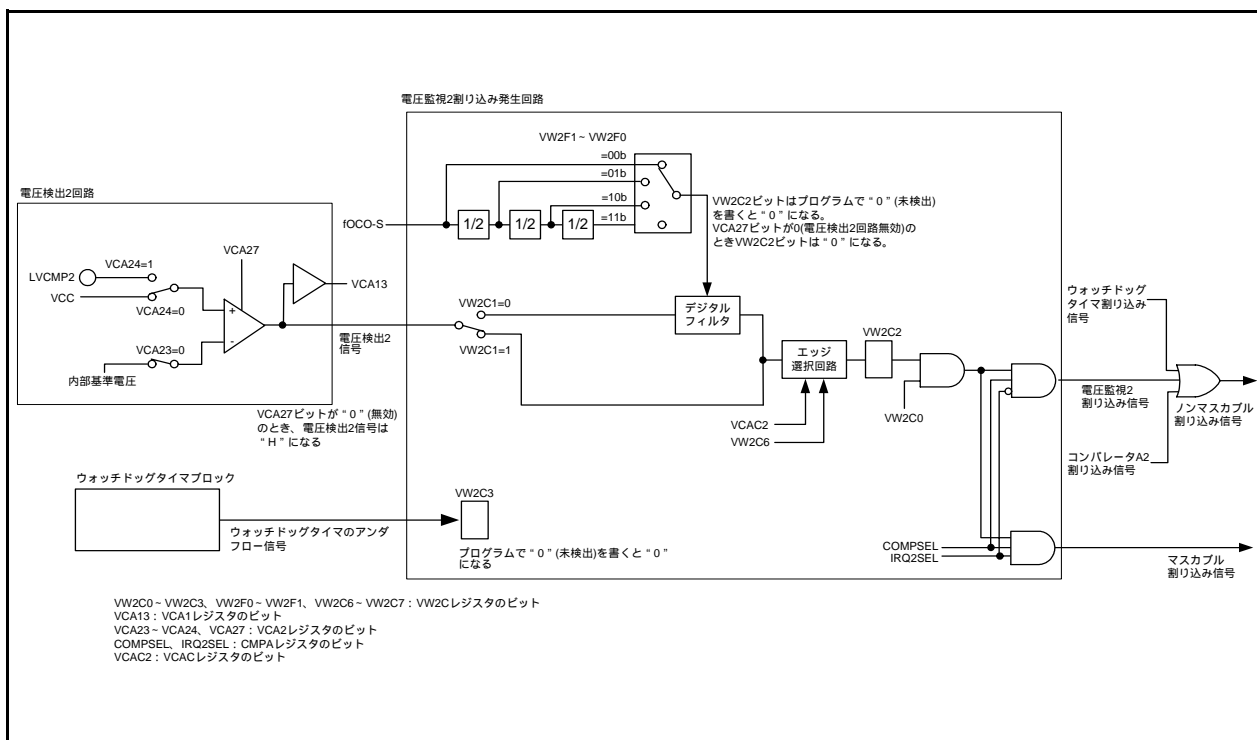 電圧監視2割り込み発生回路
VW2F1~VW2F0
=00b
=01b
=10b
=11b
fOCO-S
1/2
1/2
1/2
VW2C2ビットはプログラムで“0”(未検出)
を書くと“0”になる。
VCA27ビットが0(電圧検出2回路無効)の
ときVW2C2ビットは“0”になる。
電圧検出2回路
VCA27
LVCMP2
VCA24=1
VCC
VCA24=0
+
-
VCA23=0
内部基準電圧
VCA13
電圧検出2
信号
VCA27ビットが“0”(無効)
のとき、電圧検出2信号は
“H”になる
VW2C1=0
VW2C1=1
デジタル
フィルタ
エッジ
選択回路
VW2C2
VCAC2
VW2C6
VW2C0
ウォッチドッグ
タイマ割り込み
信号
電圧監視2
割り込み信号
ノンマスカブル
割り込み信号
コンパレータA2
割り込み信号
ウォッチドッグタイマブロック
ウォッチドッグタイマのアンダ
フロー信号
VW2C3
プログラムで“0”(未検出)を書くと“0”
になる
COMPSEL
IRQ2SEL
マスカブル
割り込み信号
VW2C0~VW2C3、VW2F0~VW2F1、VW2C6~VW2C7:VW2Cレジスタのビット
VCA13:VCA1レジスタのビット
VCA23~VCA24、VCA27:VCA2レジスタのビット
COMPSEL、IRQ2SEL:CMPAレジスタのビット
VCAC2:VCACレジスタのビット